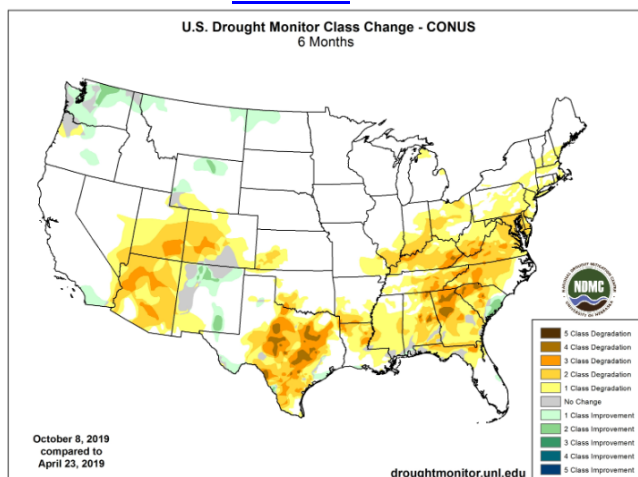 U.S. Drought Monitor Class Change - CONUS
6 Months
NDMC
5 Class Degradation
4 Class Degradation
3 Class Degradation
2 Class Degradation
1 Class Degradation
No Change
1 Class Improvement
2 Class Improvement
3 Class Improvement
4 Class Improvement
5 Class Improvement
October 8, 2019
compared to
April 23, 2019
droughtmonitor.unl.edu